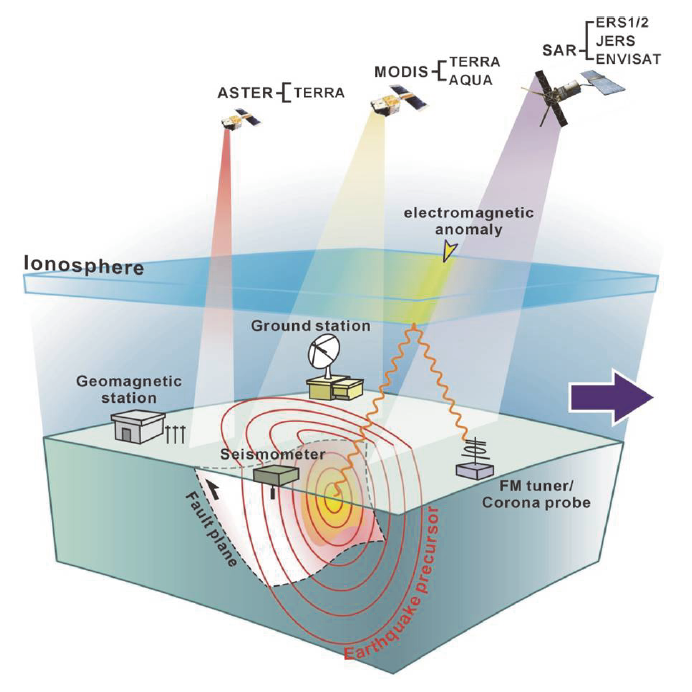 ERS1/2
SAR
JERS
ENVISAT
MODIS
TERRA
AQUA
ASTER
TERRA
electromagnetic
anomaly
Ionosphere
Ground station
Geomagnetic
station
Seismometer
FM tuner/
Corona probe
Fault plane
Earthquake precursor